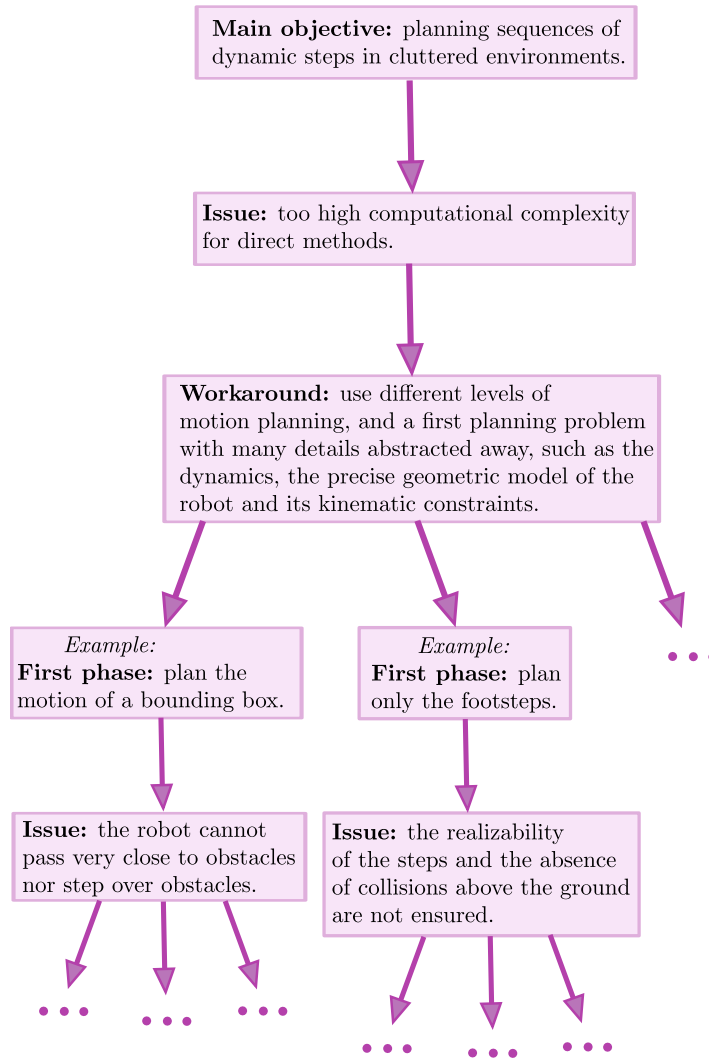 Main objective: planning sequences of
dynamic steps in cluttered environments.
Issue: too high computational complexity
for direct methods.
Workaround: use different levels of
motion planning, and a first planning problem
with many details abstracted away, such as the
dynamics, the precise geometric model of the
robot and its kinematic constraints.
Example:
First phase: plan the
motion of a bounding box.
Example:
First phase: plan
only the footsteps.
Issue: the robot cannot
pass very close to obstacles
nor step over obstacles.
Issue: the realizability
of the steps and the absence
of collisions above the ground
are not ensured.